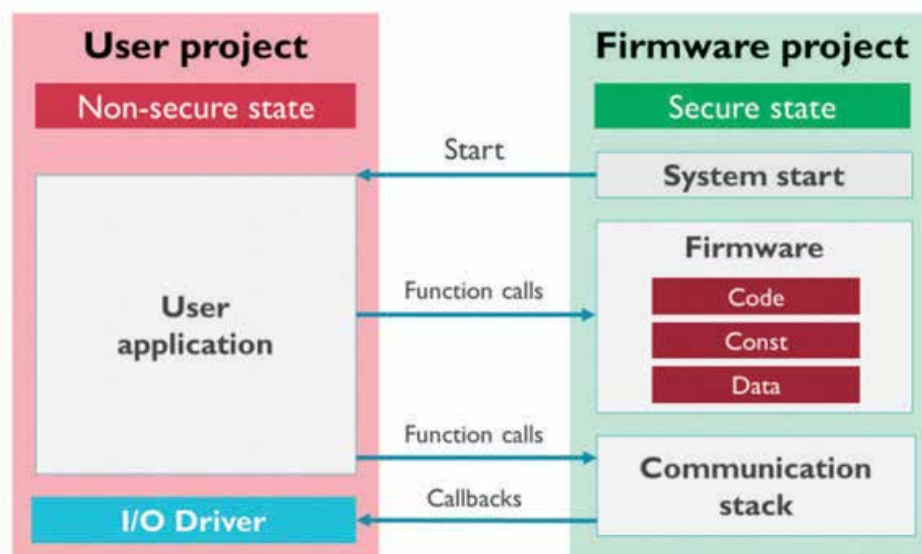 User project
Non-secure state
User
application
I/O Driver
Start
Function calls
Function calls
Callbacks
Firmware project
Secure state
System start
Firmware
Code
Const
Data
Communication
stack